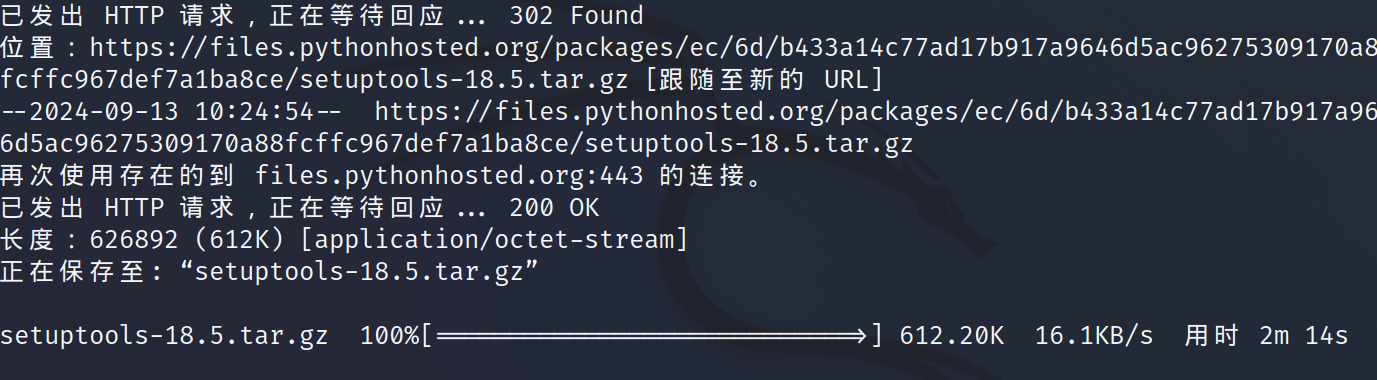 已发出 HTTP 请求，正在等待回应... 302 Found
位置：https://files.pythonhosted.org/packages/ec/6d/b433a14c77ad17b917a9646d5ac96275309170a8
fcffc967def7a1ba8ce/setuptools-18.5.tar.gz [跟随至新的 URL]
--2024-09-13 10:24:54--  https://files.pythonhosted.org/packages/ec/6d/b433a14c77ad17b917a96
6d5ac96275309170a88fcffc967def7a1ba8ce/setuptools-18.5.tar.gz
再次使用存在的到 files.pythonhosted.org:443 的连接。
已发出 HTTP 请求，正在等待回应... 200 OK
长度：626892 (612K) [application/octet-stream]
正在保存至: “setuptools-18.5.tar.gz”
setuptools-18.5.tar.gz  100%[===========================>] 612.20K  16.1KB/s  用时 2m 14s